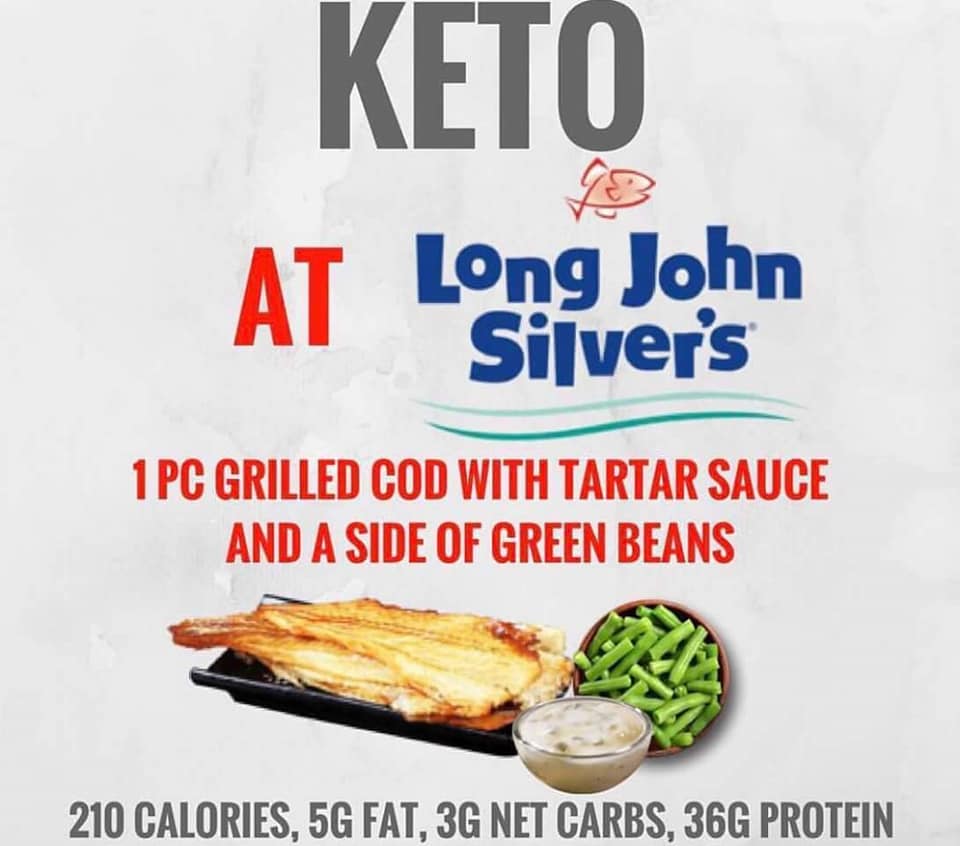 KETO
AT
Long John
Silver's
1 PC GRILLED COD WITH TARTAR SAUCE
AND A SIDE OF GREEN BEANS
210 CALORIES, 5G FAT, 3G NET CARBS, 36G PROTEIN